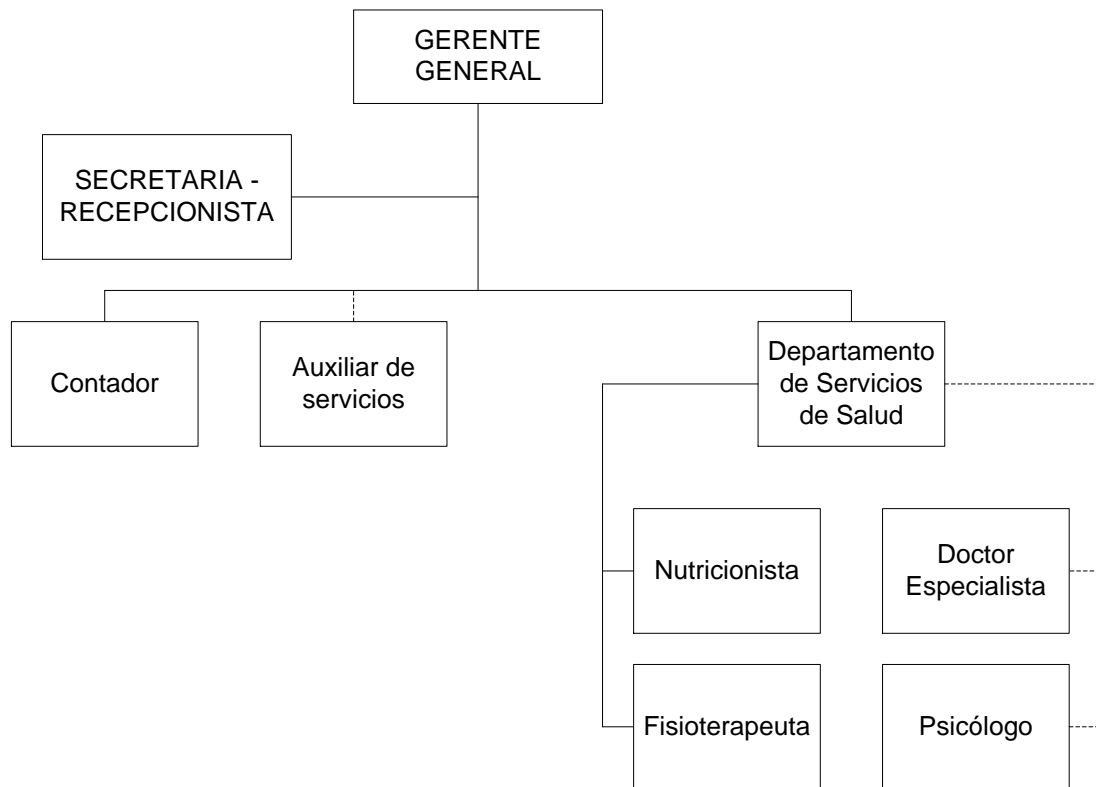 GERENTE
GENERAL
SECRETARIA -
RECEPCIONISTA
Contador
Auxiliar de
servicios
Departamento
de Servicios
de Salud
Nutricionista
Doctor
Especialista
Fisioterapeuta
Psicólogo